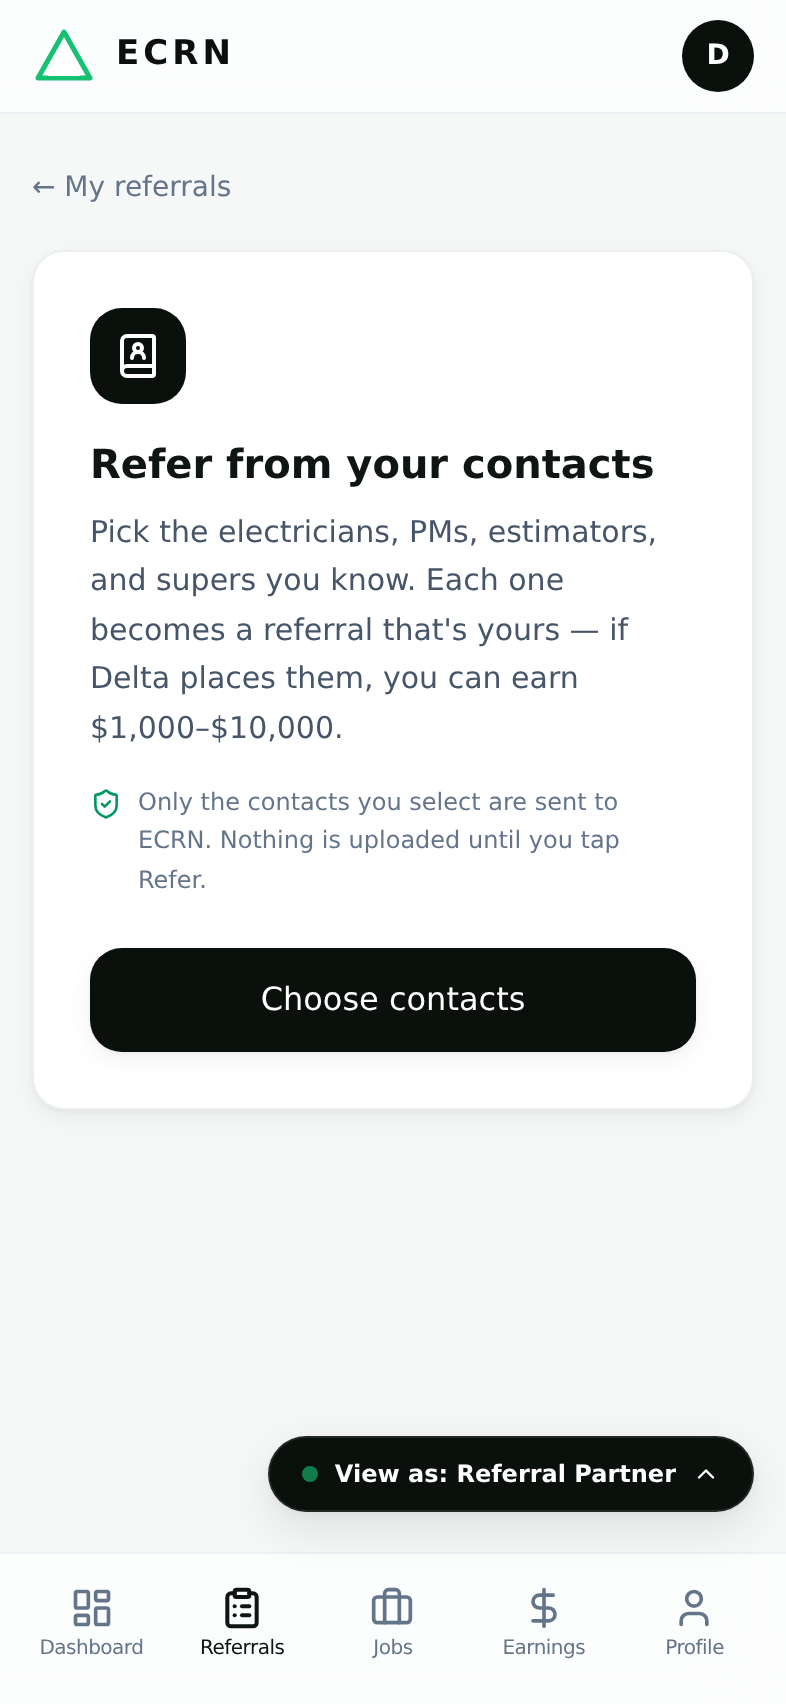 ECRN
D
← My referrals
Refer from your contacts
Pick the electricians, PMs, estimators,
and supers you know. Each one
becomes a referral that's yours — if
Delta places them, you can earn
$1,000–$10,000.
Only the contacts you select are sent to
ECRN. Nothing is uploaded until you tap
Refer.
Choose contacts
View as: Referral Partner
Dashboard
Referrals
Jobs
Earnings
Profile